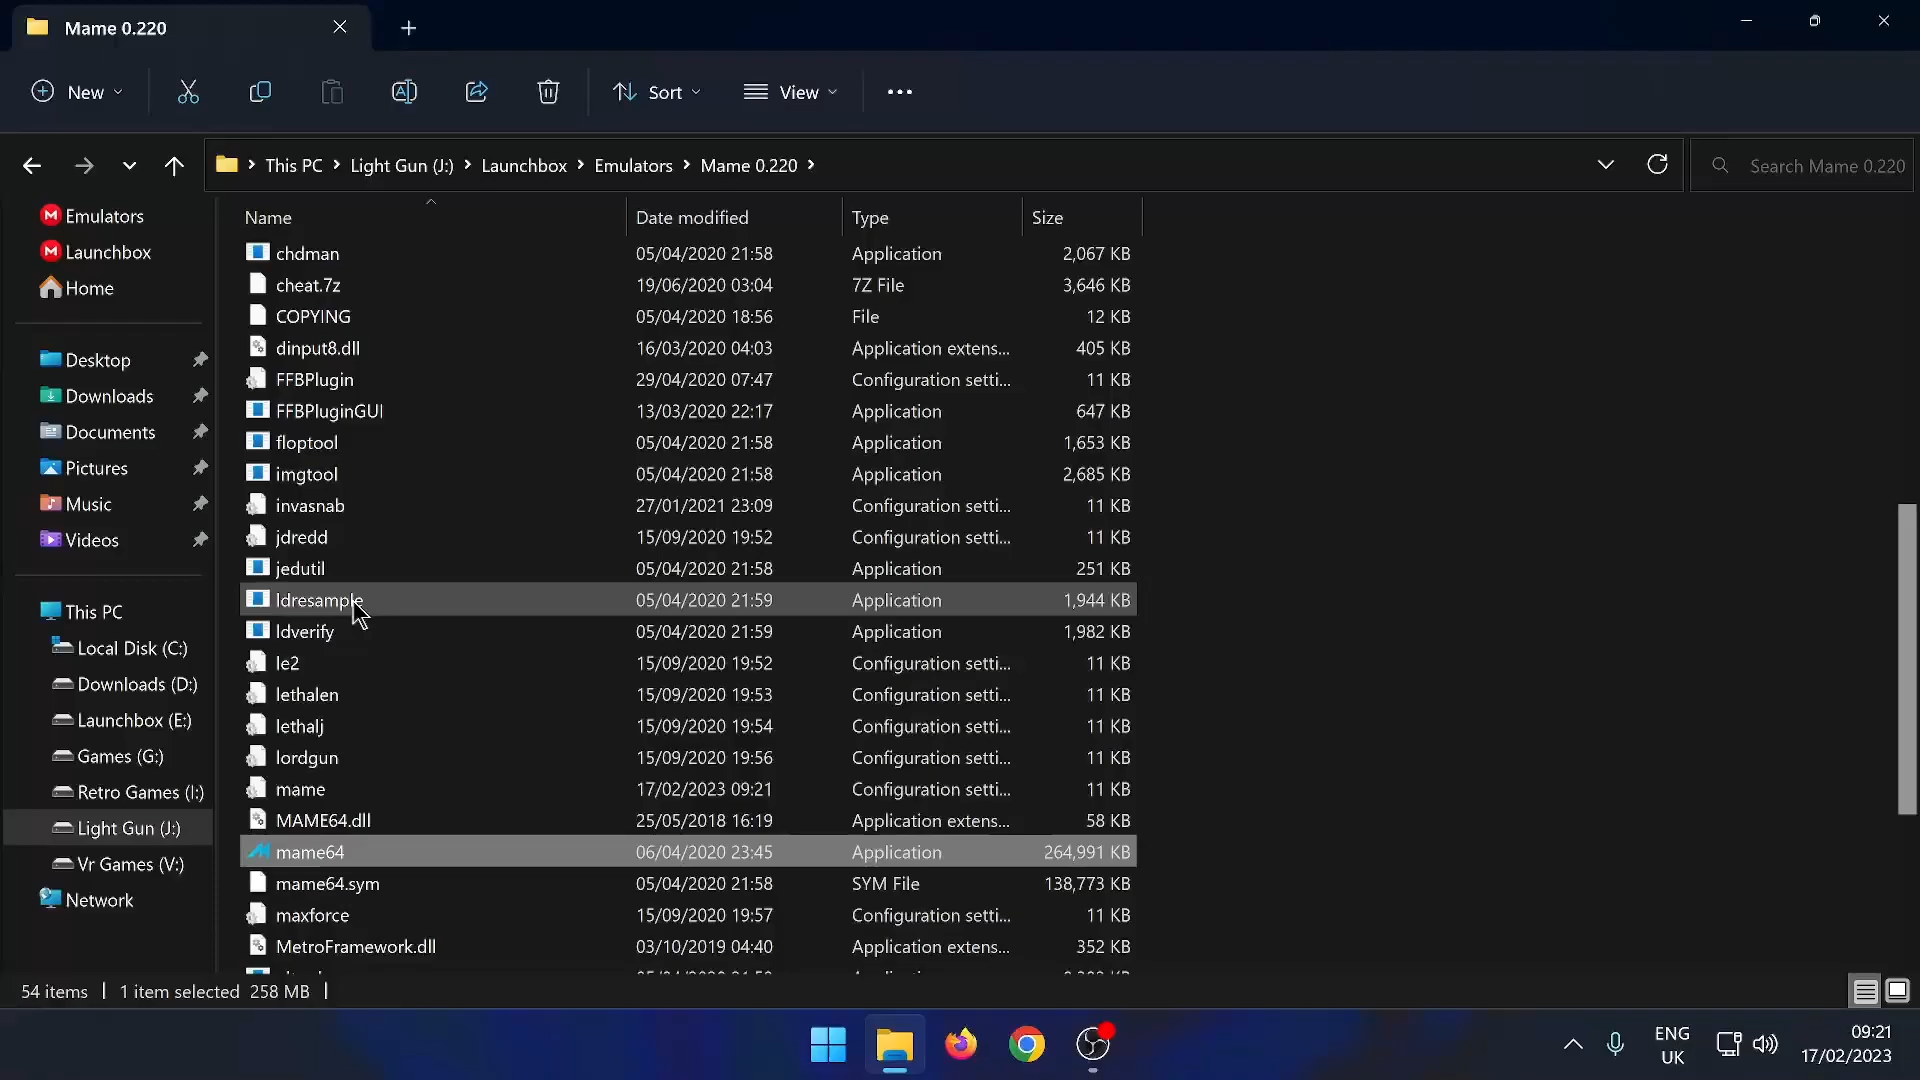 Mame 0.220
New
Sort
View
This PC
Light Gun (J:)
Launchbox
Emulators
Mame 0.220
Search Mame 0.220
Emulators
Launchbox
Home
Desktop
Downloads
Documents
Pictures
Music
Videos
This PC
Local Disk (C:)
Downloads (D:)
Launchbox (E:)
Games (G:)
Retro Games (I:)
Light Gun (J:)
Vr Games (V:)
Network
Name Date modified Type Size
chdman 05/04/2020 21:58 Application 2,067 KB
cheat.7z 19/06/2020 03:04 7Z File 3,646 KB
COPYING 05/04/2020 18:56 File 12 KB
dinput8.dll 16/03/2020 04:03 Application extens... 405 KB
FFBPlugin 29/04/2020 07:47 Configuration setti... 11 KB
FFBPluginGUI 13/03/2020 22:17 Application 647 KB
floptool 05/04/2020 21:58 Application 1,653 KB
imgtool 05/04/2020 21:58 Application 2,685 KB
invasnab 27/01/2021 23:09 Configuration setti... 11 KB
jdredd 15/09/2020 19:52 Configuration setti... 11 KB
jedutil 05/04/2020 21:58 Application 251 KB
ldresample 05/04/2020 21:59 Application 1,944 KB
ldverify 05/04/2020 21:59 Application 1,982 KB
le2 15/09/2020 19:52 Configuration setti... 11 KB
lethalen 15/09/2020 19:53 Configuration setti... 11 KB
lethalj 15/09/2020 19:54 Configuration setti... 11 KB
lordgun 15/09/2020 19:56 Configuration setti... 11 KB
mame 17/02/2023 09:21 Configuration setti... 11 KB
MAME64.dll 25/05/2018 16:19 Application extens... 58 KB
mame64 06/04/2020 23:45 Application 264,991 KB
mame64.sym 05/04/2020 21:58 SYM File 138,773 KB
maxforce 15/09/2020 19:57 Configuration setti... 11 KB
MetroFramework.dll 03/10/2019 04:40 Application extens... 352 KB
54 items
1 item selected 258 MB
ENG
UK
09:21
17/02/2023